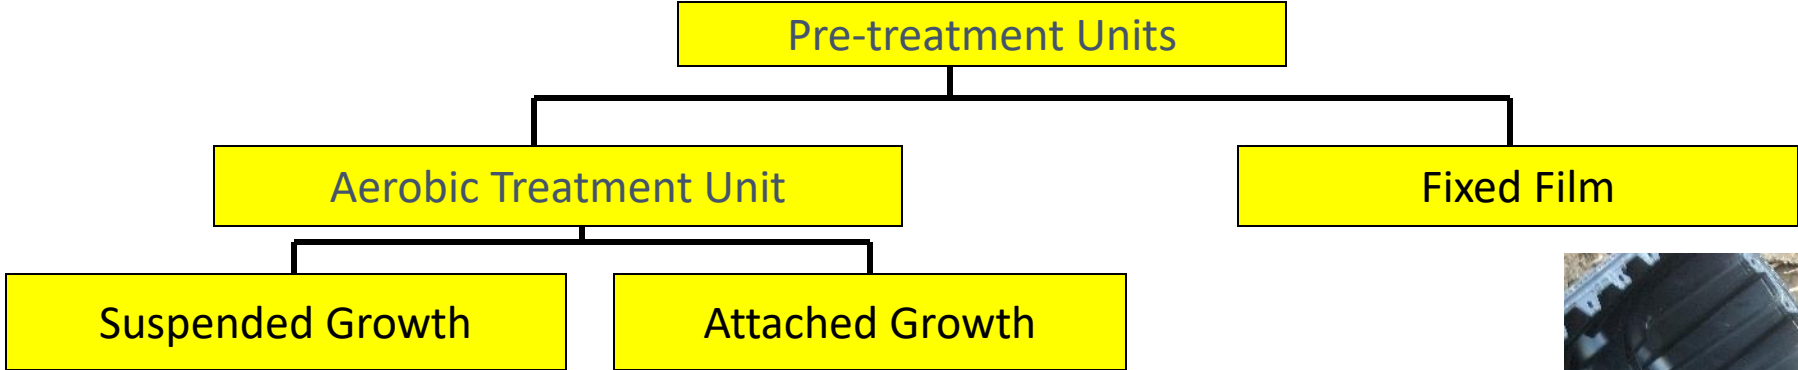 Pre-treatment Units
Aerobic Treatment Unit
Fixed Film
Suspended Growth
Attached Growth